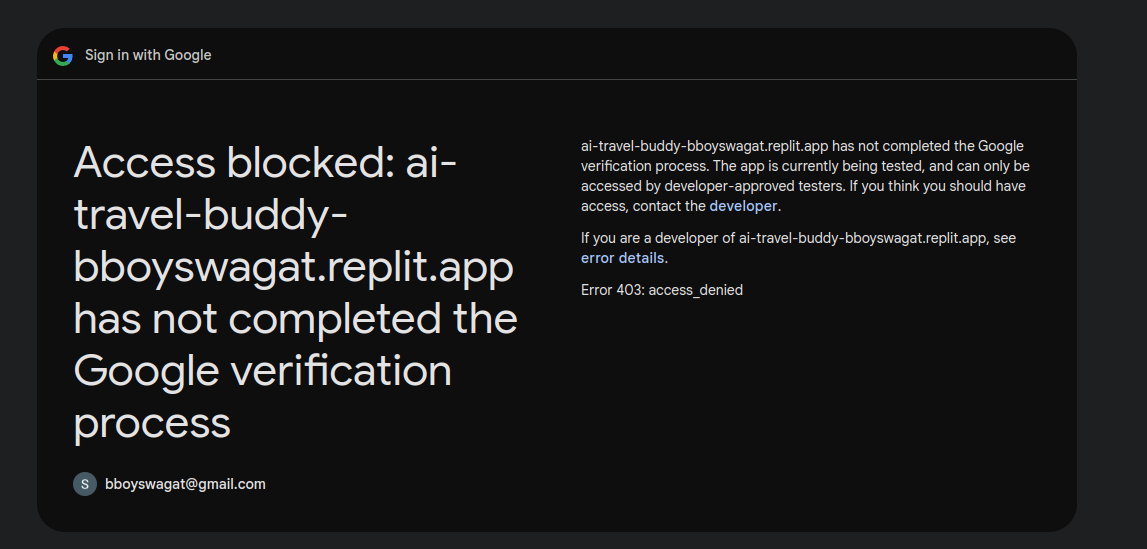 Sign in with Google
Access blocked: ai-
travel-buddy-
bboyswagat.replit.app
has not completed the
Google verification
process
S bboyswagat@gmail.com
ai-travel-buddy-bboyswagat.replit.app has not completed the Google
verification process. The app is currently being tested, and can only be
accessed by developer-approved testers. If you think you should have
access, contact the developer.
If you are a developer of ai-travel-buddy-bboyswagat.replit.app, see
error details.
Error 403: access_denied